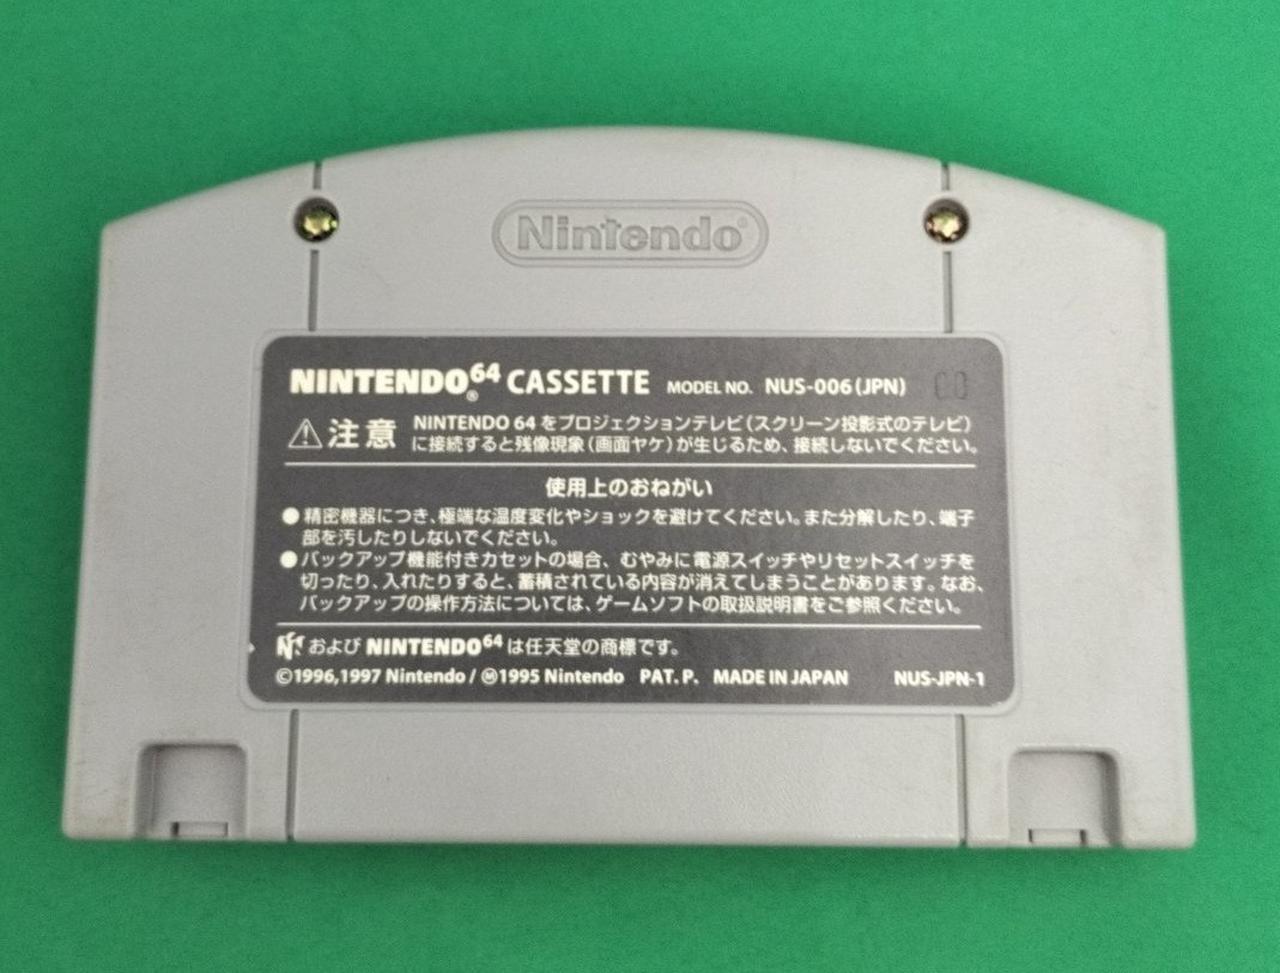 Nintendo®
NINTENDO64® CASSETTE MODEL NO. NUS-006(JPN)
⚠注意 NINTENDO 64 をプロジェクションテレビ(スクリーン投影式のテレビ)
に接続すると残像現象(画面ヤケ)が生じるため、接続しないでください。
使用上のおねがい
●精密機器につき、極端な温度変化やショックを避けてください。また分解したり、端子
部を汚したりしないでください。
●バックアップ機能付きカセットの場合、むやみに電源スイッチやリセットスイッチを
切ったり、入れたりすると、蓄積されている内容が消えてしまうことがあります。なお、
バックアップの操作方法については、ゲームソフトの取扱説明書をご参照ください。
および NINTENDO64 は任天堂の商標です。
©1996,1997 Nintendo / Ⓜ1995 Nintendo PAT. P. MADE IN JAPAN NUS-JPN-1